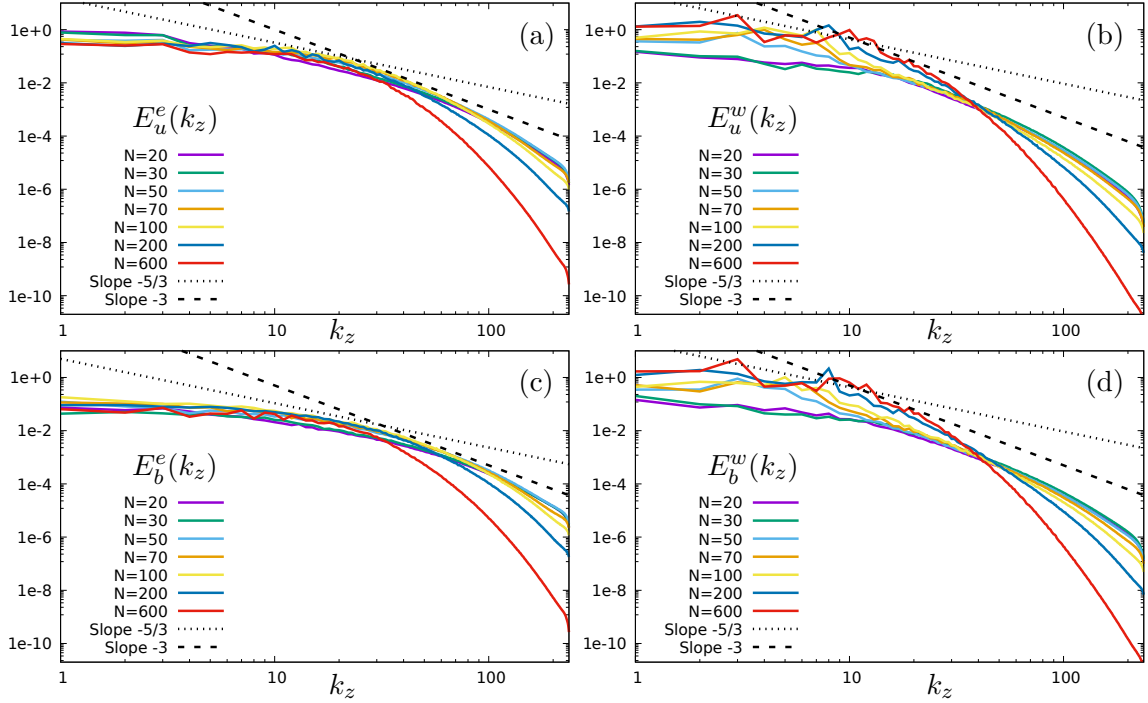 (a)
1e+0
1e-2
1e-4
1e-6
1e-8
1e-10
E_u^e(k_z)
N=20
N=30
N=50
N=70
N=100
N=200
N=600
Slope -5/3
Slope -3
1
10
100
k_z
(b)
1e+0
1e-2
1e-4
1e-6
1e-8
1e-10
E_u^w(k_z)
N=20
N=30
N=50
N=70
N=100
N=200
N=600
Slope -5/3
Slope -3
1
10
100
k_z
(c)
1e+0
1e-2
1e-4
1e-6
1e-8
1e-10
E_b^e(k_z)
N=20
N=30
N=50
N=70
N=100
N=200
N=600
Slope -5/3
Slope -3
1
10
100
k_z
(d)
1e+0
1e-2
1e-4
1e-6
1e-8
1e-10
E_b^w(k_z)
N=20
N=30
N=50
N=70
N=100
N=200
N=600
Slope -5/3
Slope -3
1
10
100
k_z